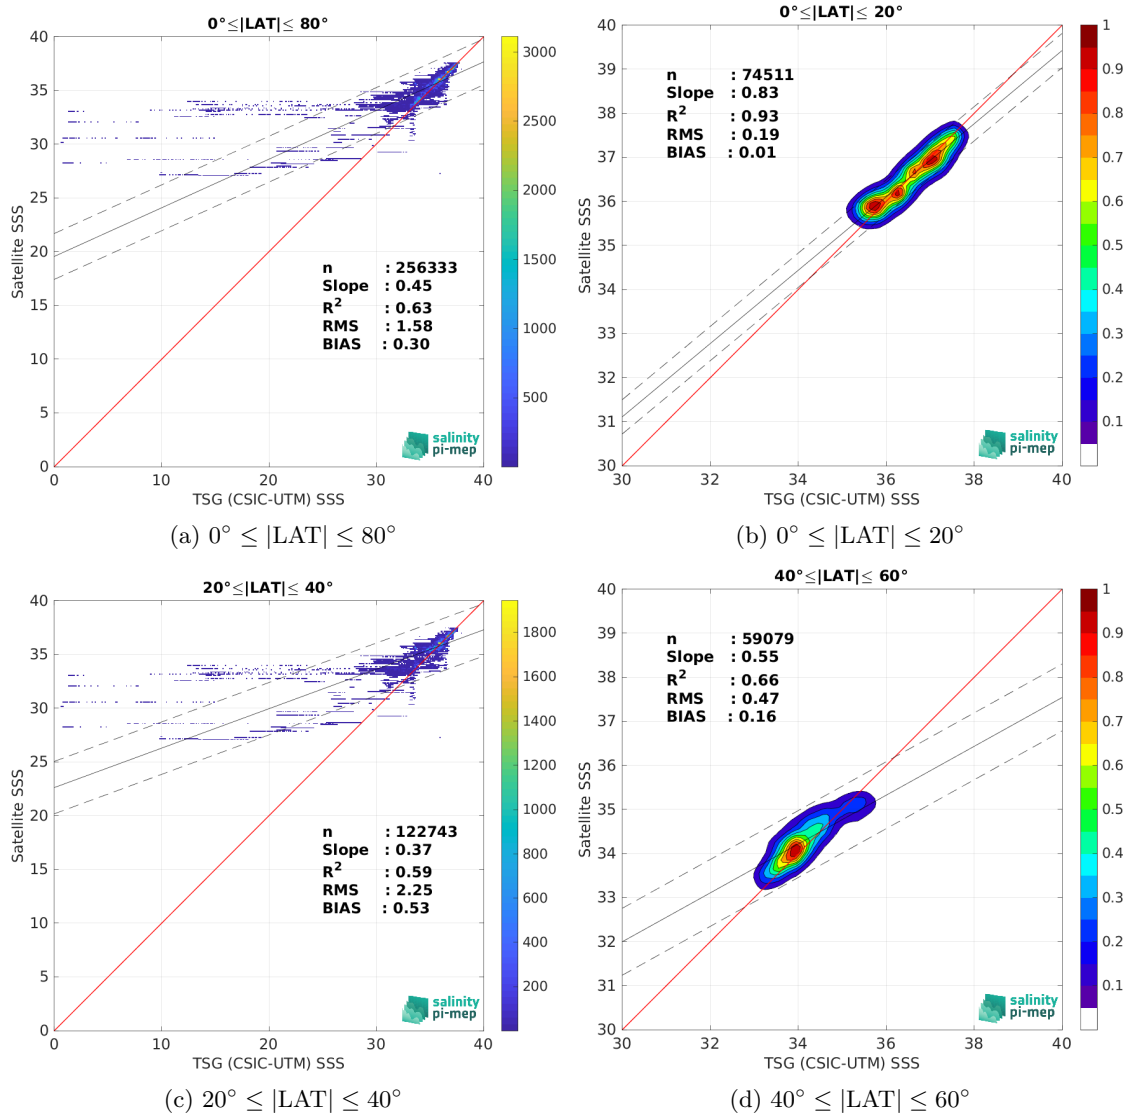 0°≤|LAT|≤ 80°
40
35
30
25
20
15
10
5
0
Satellite SSS
n : 256333
Slope : 0.45
R² : 0.63
RMS : 1.58
BIAS : 0.30
salinity
pi-mep
0 10 20 30 40
TSG (CSIC-UTM) SSS
3000
2500
2000
1500
1000
500
(a) 0° ≤ |LAT| ≤ 80°
0°≤|LAT|≤ 20°
40
39
38
37
36
35
34
33
32
31
30
Satellite SSS
n : 74511
Slope : 0.83
R² : 0.93
RMS : 0.19
BIAS : 0.01
salinity
pi-mep
30 32 34 36 38 40
TSG (CSIC-UTM) SSS
1
0.9
0.8
0.7
0.6
0.5
0.4
0.3
0.2
0.1
(b) 0° ≤ |LAT| ≤ 20°
20°≤|LAT|≤ 40°
40
35
30
25
20
15
10
5
0
Satellite SSS
n : 122743
Slope : 0.37
R² : 0.59
RMS : 2.25
BIAS : 0.53
salinity
pi-mep
0 10 20 30 40
TSG (CSIC-UTM) SSS
1800
1600
1400
1200
1000
800
600
400
200
(c) 20° ≤ |LAT| ≤ 40°
40°≤|LAT|≤ 60°
40
39
38
37
36
35
34
33
32
31
30
Satellite SSS
n : 59079
Slope : 0.55
R² : 0.66
RMS : 0.47
BIAS : 0.16
salinity
pi-mep
30 32 34 36 38 40
TSG (CSIC-UTM) SSS
1
0.9
0.8
0.7
0.6
0.5
0.4
0.3
0.2
0.1
(d) 40° ≤ |LAT| ≤ 60°